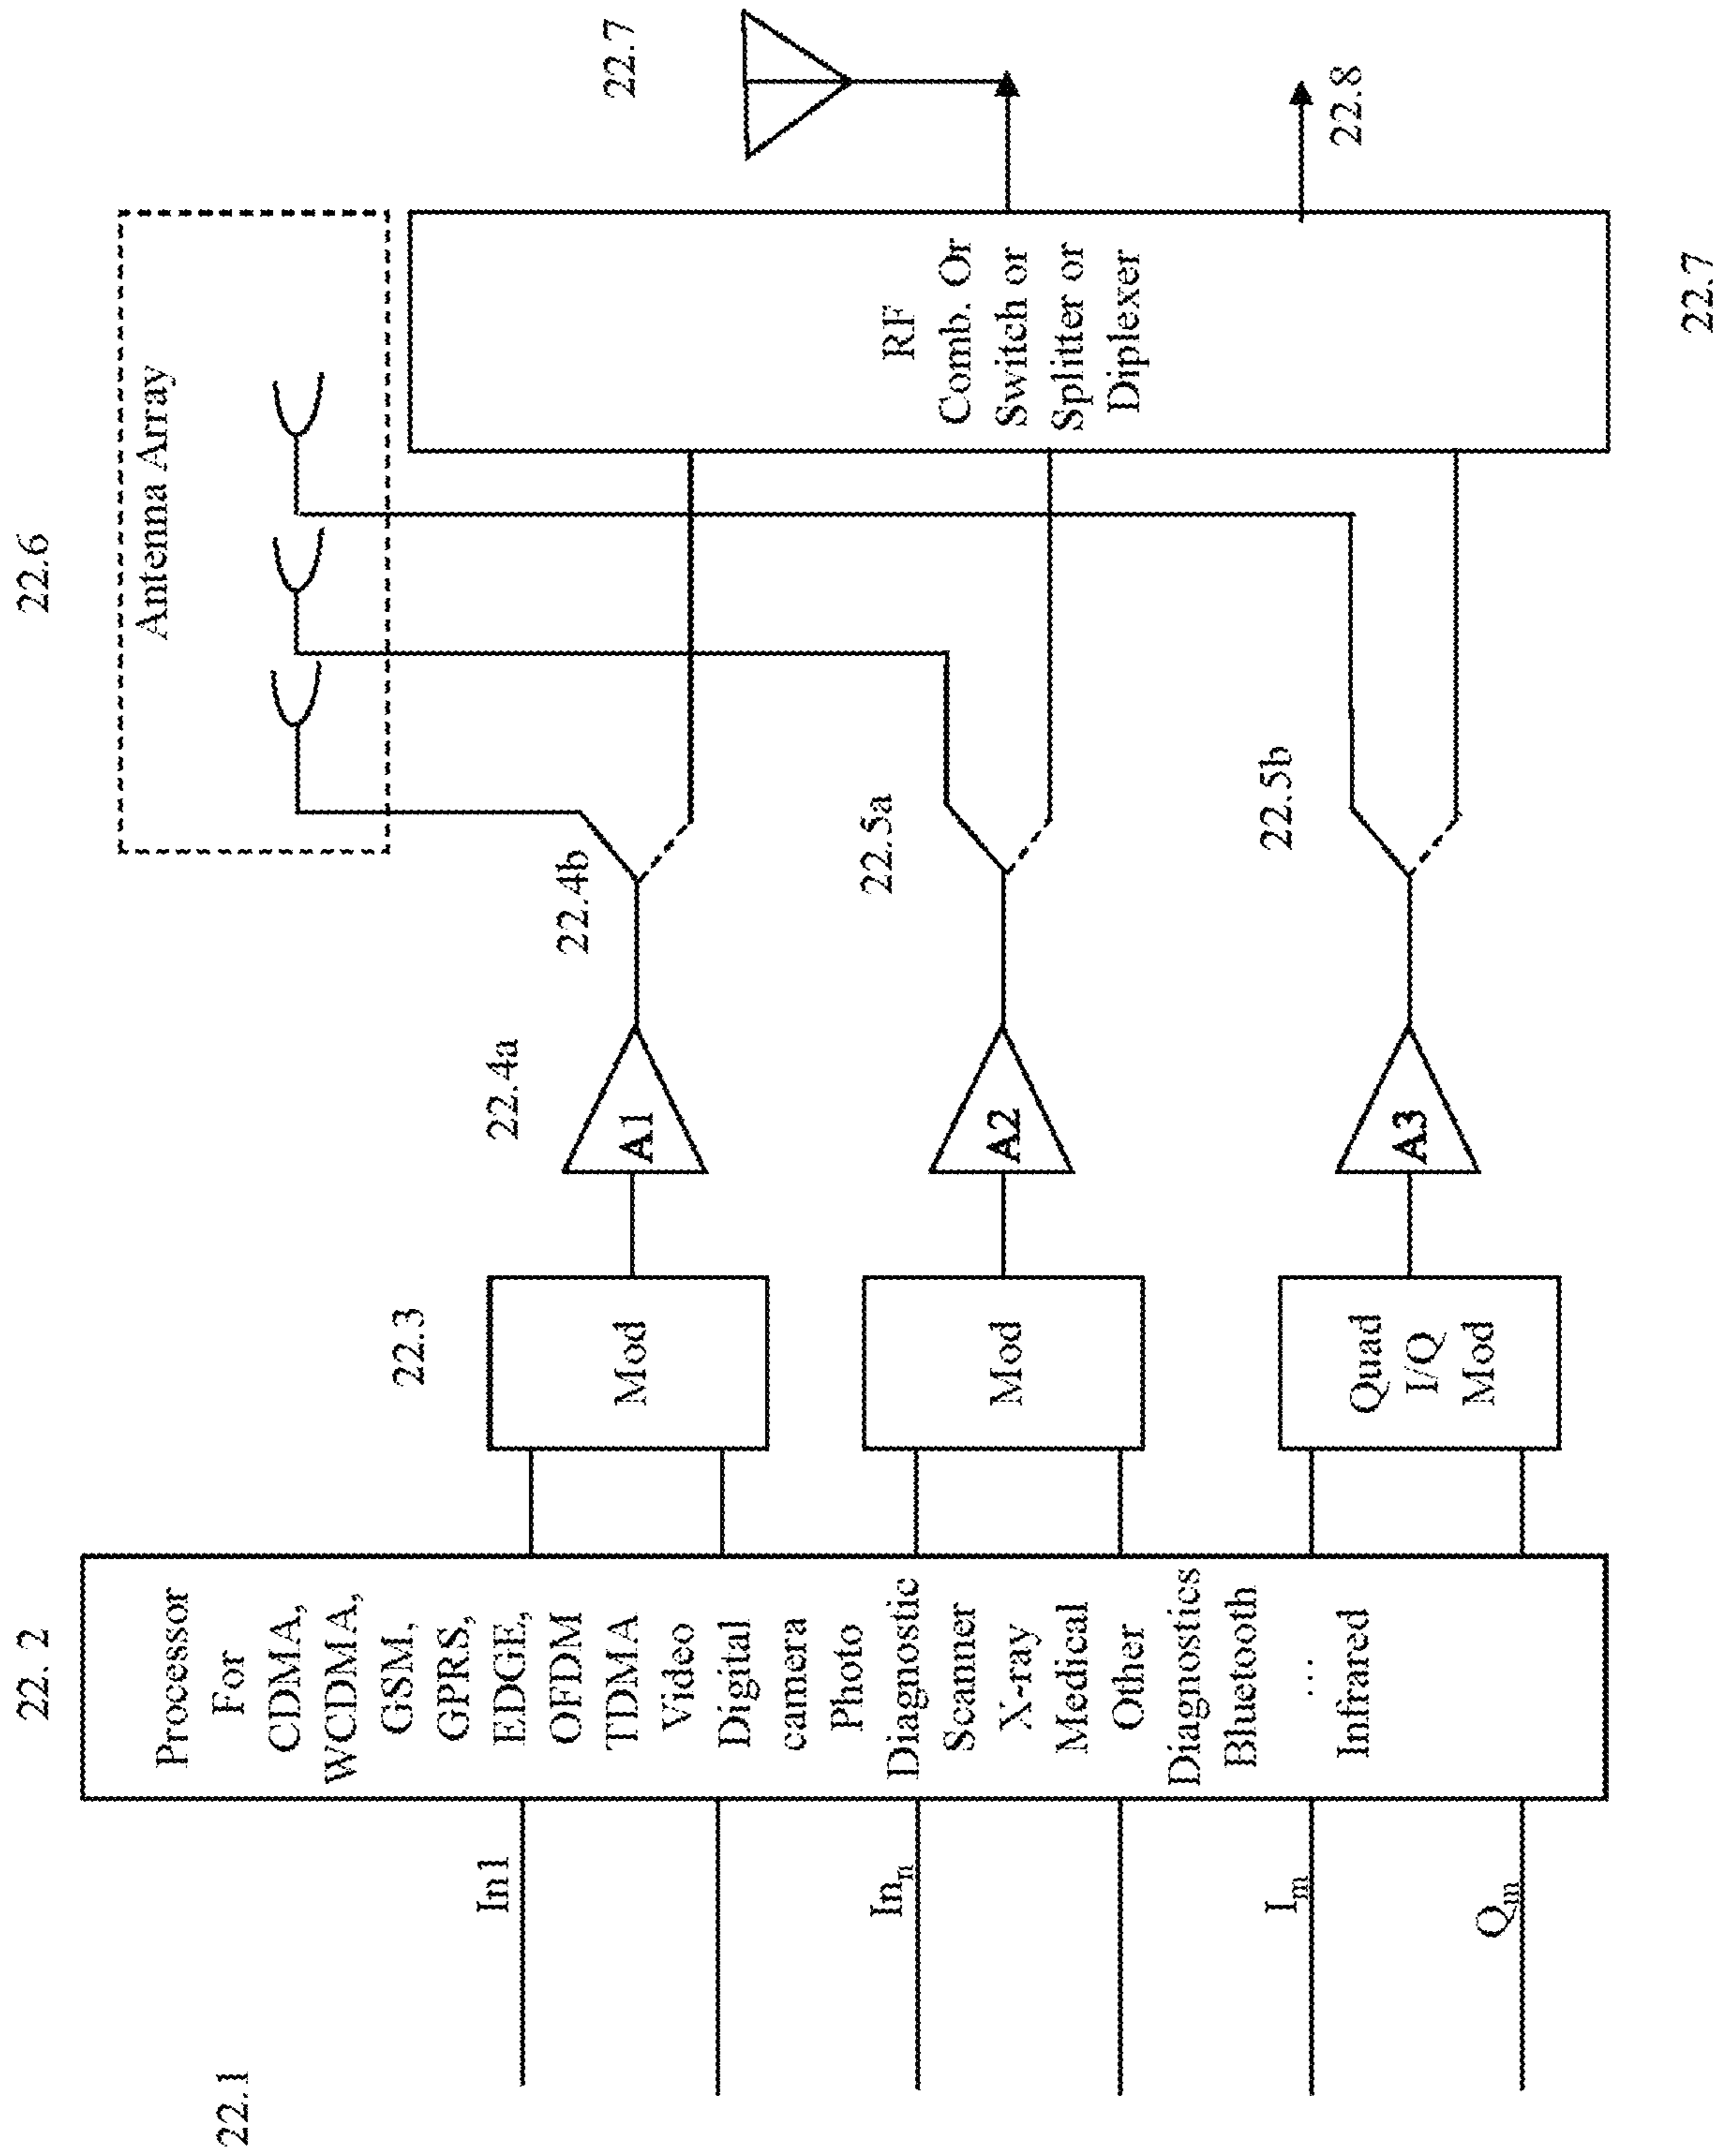 22.1
22. 2
Processor
For
CDMA,
WCDMA,
GSM,
GPRS,
EDGE,
OFDM
TDMA
Video
Digital
camera
Photo
Diagnostic
Scanner
X-ray
Medical
Other
Diagnostics
Bluetooth
...
Infrared
In1
Inn
Im
Qm
22.3
Mod
Mod
Quad
I/Q
Mod
22.4a
A1
A2
A3
22.4b
22.5a
22.5b
22.6
Antenna Array
RF
Comb. Or
Switch or
Splitter or
Diplexer
22.7
22.7
22.8